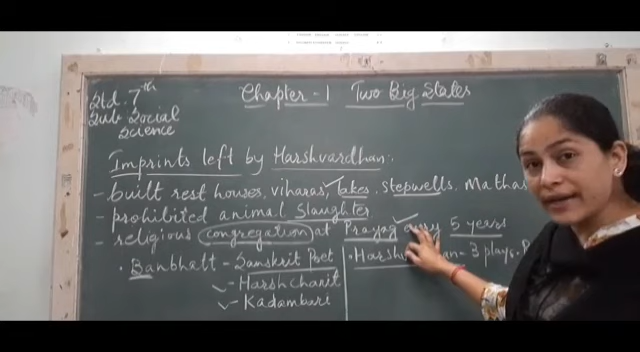 Std. 7th
Sub Social
Science
Chapter - 1 Two Big States
Imprints left by Harshvardhan:
- built rest houses, viharas, lakes, stepwells, Matha
- prohibited animal Slaughter
- religious congregation at Prayag every 5 years
• Banbhatt - Sanskrit Poet
- Harshcharit
- Kadambari
• Harsh an - 3 plays.